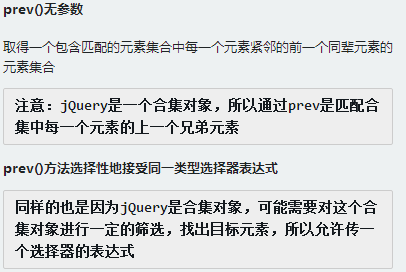 prev()无参数
取得一个包含匹配的元素集合中每一个元素紧邻的前一个同辈元素的
元素集合
注意：jQuery是一个合集对象，所以通过prev是匹配合
集中每一个元素的上一个兄弟元素
prev()方法选择性地接受同一类型选择器表达式
同样的也是因为jQuery是合集对象，可能需要对这个合
集对象进行一定的筛选，找出目标元素，所以允许传一
个选择器的表达式